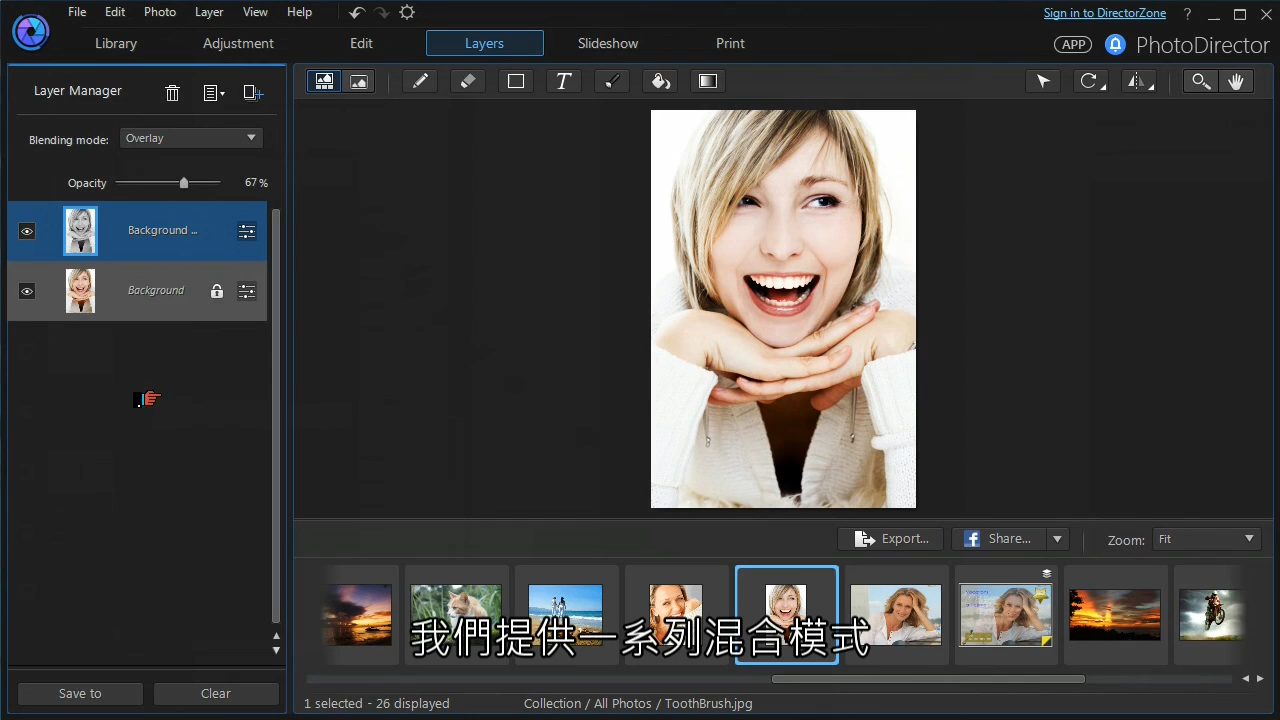 File Edit Photo Layer View Help
Sign in to DirectorZone ?
Library Adjustment Edit Layers Slideshow Print
APP PhotoDirector
Layer Manager
Blending mode: Overlay
Opacity 67 %
Background ...
Background
T
Export... Share... Zoom: Fit
我們提供一系列混合模式
Save to Clear
1 selected - 26 displayed Collection / All Photos / ToothBrush.jpg